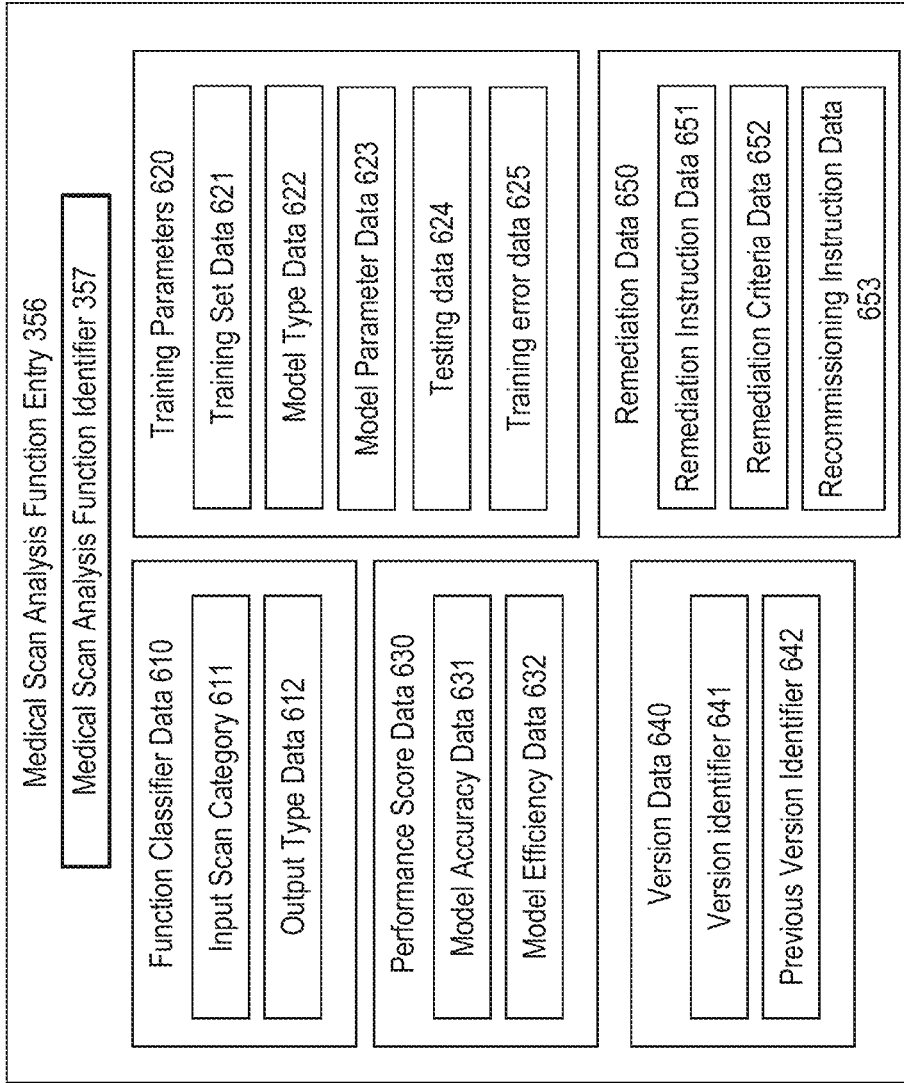 Medical Scan Analysis Function Entry 356
Medical Scan Analysis Function Identifier 357
Function Classifier Data 610
Input Scan Category 611
Output Type Data 612
Performance Score Data 630
Model Accuracy Data 631
Model Efficiency Data 632
Version Data 640
Version identifier 641
Previous Version Identifier 642
Training Parameters 620
Training Set Data 621
Model Type Data 622
Model Parameter Data 623
Testing data 624
Training error data 625
Remediation Data 650
Remediation Instruction Data 651
Remediation Criteria Data 652
Recommissioning Instruction Data
653